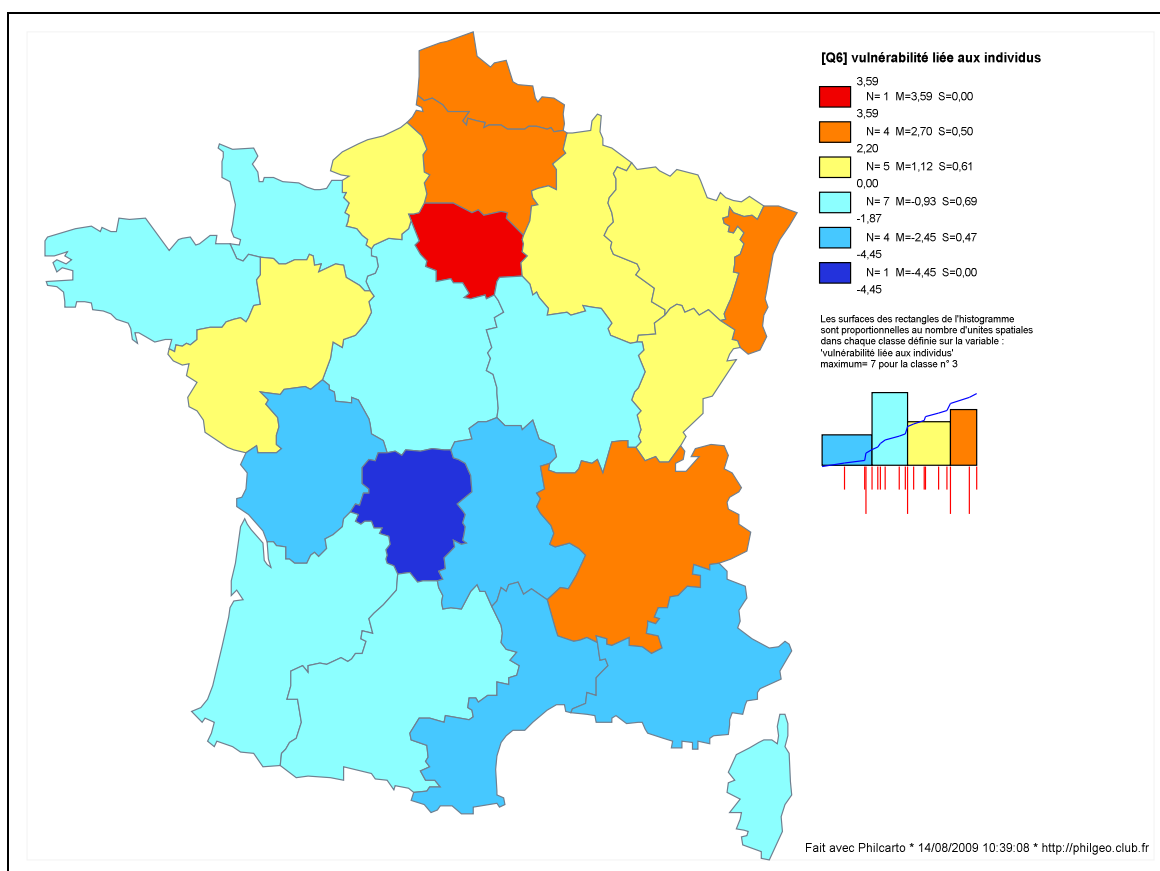 [Q6] vulnérabilité liée aux individus
3,59
N= 1 M=3,59 S=0,00
3,59
N= 4 M=2,70 S=0,50
2,20
N= 5 M=1,12 S=0,61
0,00
N= 7 M=-0,93 S=0,69
-1,87
N= 4 M=-2,45 S=0,47
-4,45
N= 1 M=-4,45 S=0,00
-4,45
Les surfaces des rectangles de l'histogramme
sont proportionnelles au nombre d'unites spatiales
dans chaque classe définie sur la variable :
'vulnérabilité liée aux individus'
maximum= 7 pour la classe n° 3
Fait avec Philcarto * 14/08/2009 10:39:08 * http://philgeo.club.fr